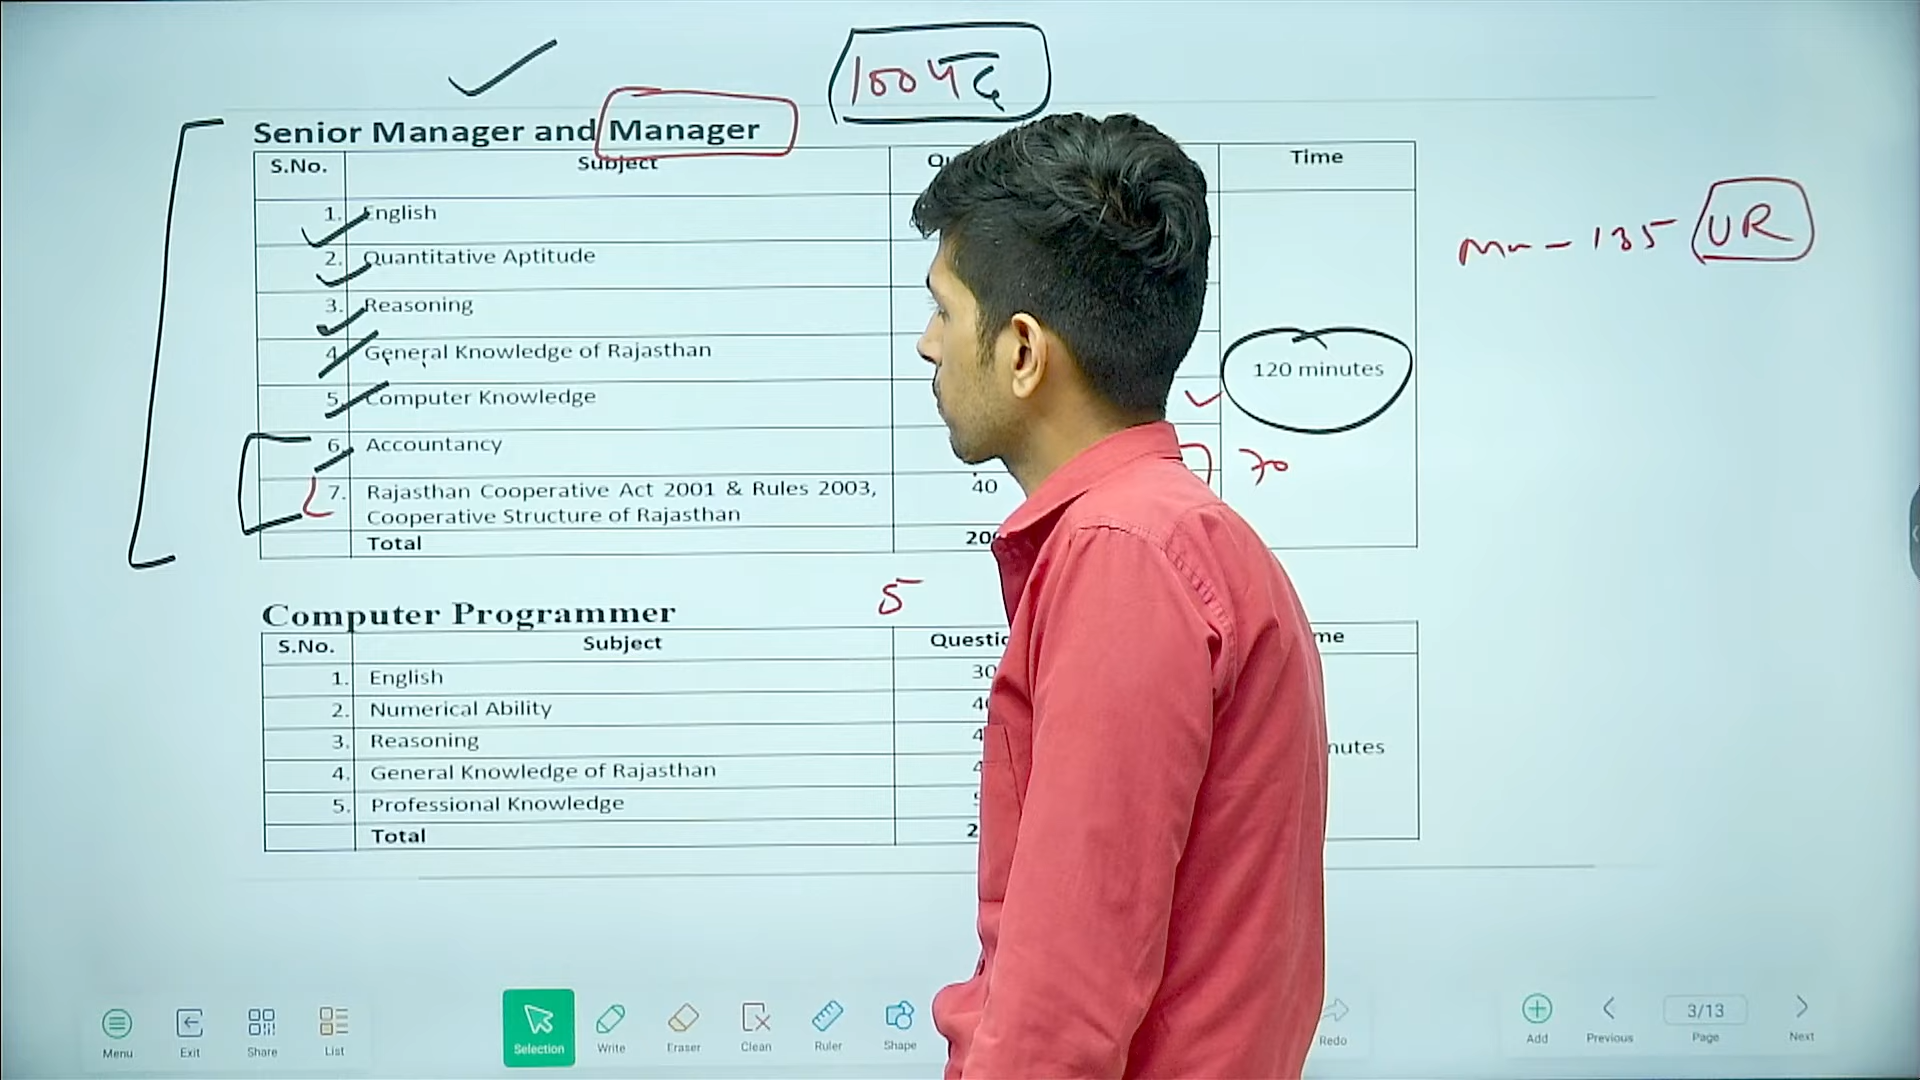 100 पद
Senior Manager and Manager
S.No. Subject Time
1. English
2. Quantitative Aptitude
3. Reasoning
4. General Knowledge of Rajasthan
5. Computer Knowledge
6. Accountancy
7. Rajasthan Cooperative Act 2001 & Rules 2003, 40
Cooperative Structure of Rajasthan
Total
120 minutes
70
135 UR
5
Computer Programmer
S.No. Subject
1. English 30
2. Numerical Ability
3. Reasoning
4. General Knowledge of Rajasthan
5. Professional Knowledge
Total
Menu Exit Share List Selection Write Eraser Clean Ruler Shape Redo Add Previous 3/13 Page Next